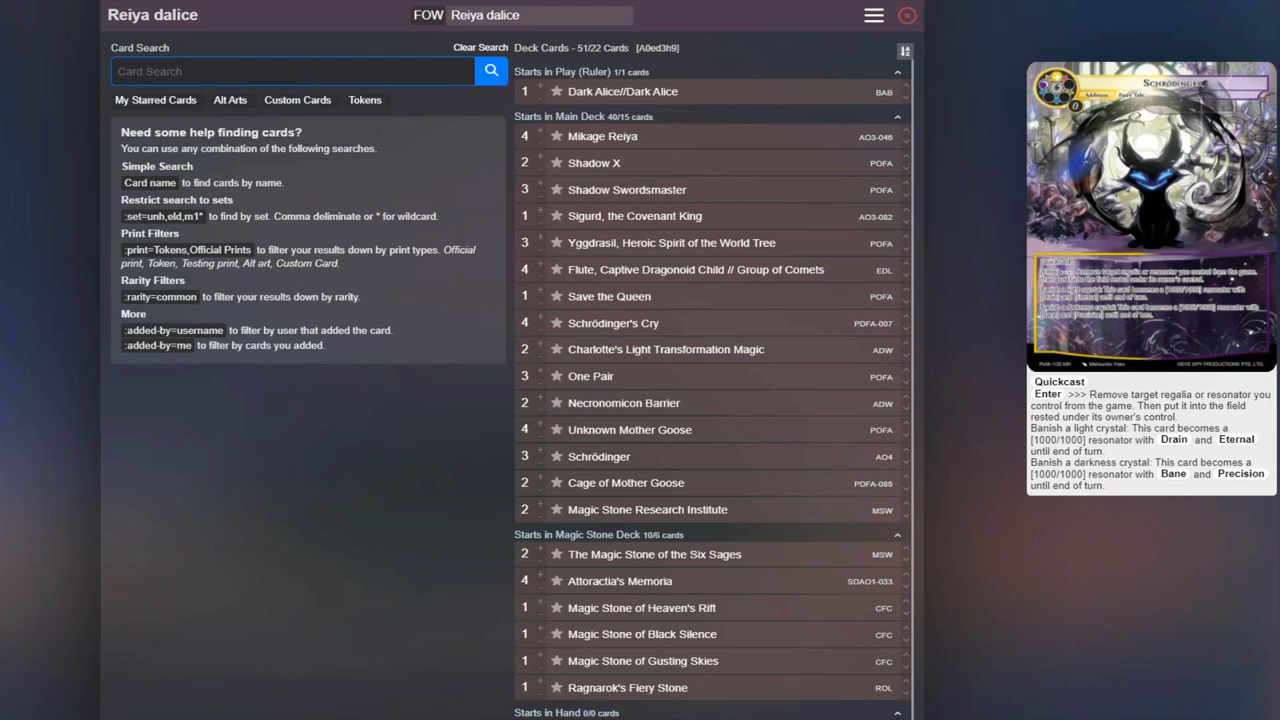 Reiya dalice
FOW Reiya dalice
Card Search Clear Search
Card Search
My Starred Cards Alt Arts Custom Cards Tokens
Need some help finding cards?
You can use any combination of the following searches.
Simple Search
Card name to find cards by name.
Restrict search to sets
:set=unh,eld,m1* to find by set. Comma deliminate or * for wildcard.
Print Filters
:print=Tokens,Official Prints to filter your results down by print types. Official
print, Token, Testing print, Alt art, Custom Card.
Rarity Filters
:rarity=common to filter your results down by rarity.
More
:added-by=username to filter by user that added the card.
:added-by=me to filter by cards you added.
Deck Cards - 51/22 Cards [A0ed3h9]
Starts in Play (Ruler) 1/1 cards
1 Dark Alice//Dark Alice BAB
Starts in Main Deck 40/15 cards
4 Mikage Reiya AO3-046
2 Shadow X POFA
3 Shadow Swordsmaster POFA
1 Sigurd, the Covenant King AO3-082
3 Yggdrasil, Heroic Spirit of the World Tree POFA
4 Flute, Captive Dragonoid Child // Group of Comets EDL
1 Save the Queen POFA
4 Schrödinger's Cry PDFA-007
2 Charlotte's Light Transformation Magic ADW
3 One Pair POFA
2 Necronomicon Barrier ADW
4 Unknown Mother Goose POFA
3 Schrödinger AO4
2 Cage of Mother Goose PDFA-085
2 Magic Stone Research Institute MSW
Starts in Magic Stone Deck 10/6 cards
2 The Magic Stone of the Six Sages MSW
4 Attoractia's Memoria SDAO1-033
1 Magic Stone of Heaven's Rift CFC
1 Magic Stone of Black Silence CFC
1 Magic Stone of Gusting Skies CFC
1 Ragnarok's Fiery Stone ROL
Starts in Hand 0/0 cards
Schrödinger
Addition Fairy Tale
0
Quickcast
Enter >>> Remove target regalia or resonator you
control from the game. Then put it into the field
rested under its owner's control.
Banish a light crystal: This card becomes a
[1000/1000] resonator with Drain and Eternal
until end of turn.
Banish a darkness crystal: This card becomes a
[1000/1000] resonator with Bane and Precision
until end of turn.